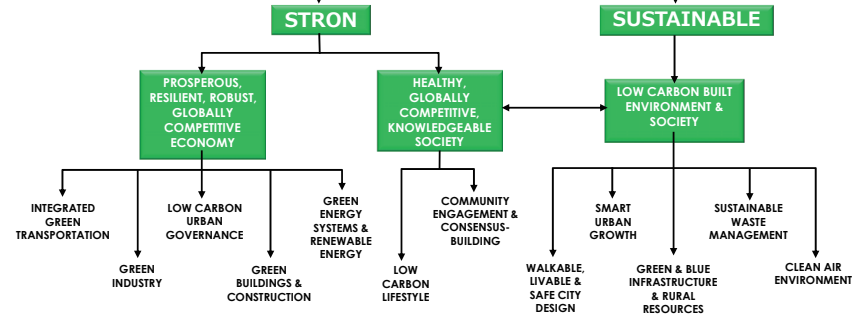 STRON
SUSTAINABLE
PROSPEROUS,
RESILIENT, ROBUST,
GLOBALLY
COMPETITIVE
ECONOMY
HEALTHY,
GLOBALLY
COMPETITIVE,
KNOWLEDGEABLE
SOCIETY
LOW CARBON BUILT
ENVIRONMENT &
SOCIETY
INTEGRATED
GREEN
TRANSPORTATION
GREEN
INDUSTRY
LOW CARBON
URBAN
GOVERNANCE
GREEN
BUILDINGS &
CONSTRUCTION
GREEN
ENERGY
SYSTEMS &
RENEWABLE
ENERGY
LOW
CARBON
LIFESTYLE
COMMUNITY
ENGAGEMENT &
CONSENSUS-
BUILDING
WALKABLE,
LIVABLE &
SAFE CITY
DESIGN
SMART
URBAN
GROWTH
GREEN & BLUE
INFRASTRUCTURE
& RURAL
RESOURCES
SUSTAINABLE
WASTE
MANAGEMENT
CLEAN AIR
ENVIRONMENT